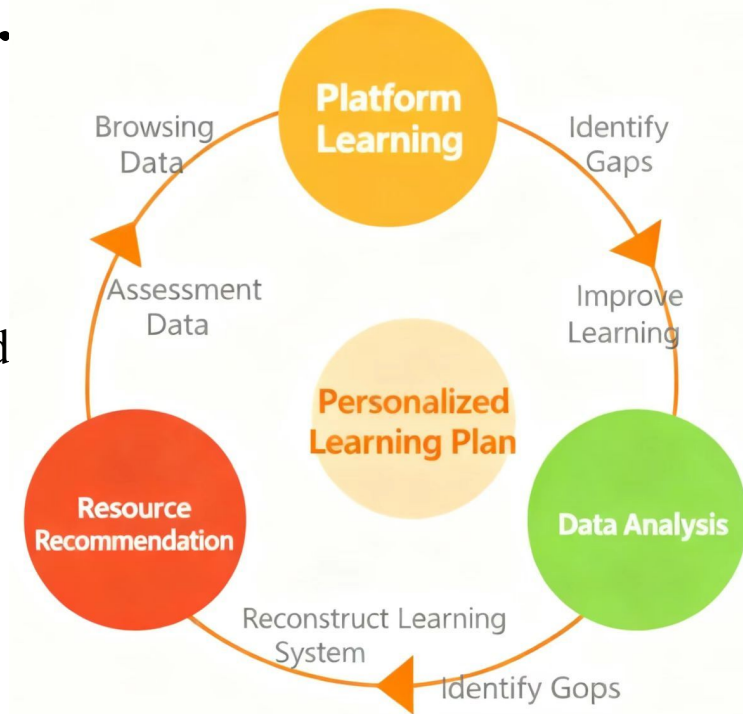 Platform
Learning
Browsing
Data
Identify
Gaps
Assessment
Data
Improve
Learning
d
Personalized
Learning Plan
Resource
Recommendation
Data Analysis
Reconstruct Learning
System
Identify Gops